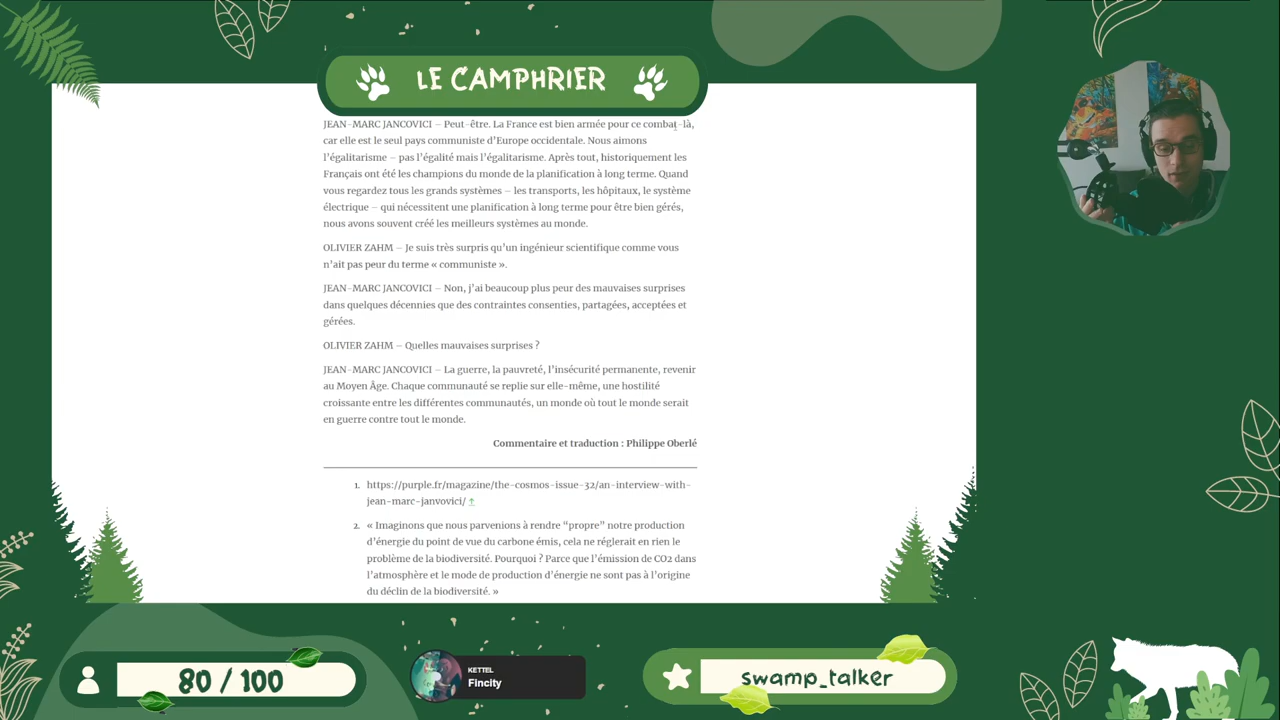 LE CAMPHRIER
JEAN-MARC JANCOVICI – Peut-être. La France est bien armée pour ce combat-là,
car elle est le seul pays communiste d'Europe occidentale. Nous aimons
l'égalitarisme – pas l'égalité mais l'égalitarisme. Après tout, historiquement les
Français ont été les champions du monde de la planification à long terme. Quand
vous regardez tous les grands systèmes – les transports, les hôpitaux, le système
électrique – qui nécessitent une planification à long terme pour être bien gérés,
nous avons souvent créé les meilleurs systèmes au monde.
OLIVIER ZAHM – Je suis très surpris qu'un ingénieur scientifique comme vous
n'ait pas peur du terme « communiste ».
JEAN-MARC JANCOVICI – Non, j'ai beaucoup plus peur des mauvaises surprises
dans quelques décennies que des contraintes consenties, partagées, acceptées et
gérées.
OLIVIER ZAHM – Quelles mauvaises surprises ?
JEAN-MARC JANCOVICI – La guerre, la pauvreté, l'insécurité permanente, revenir
au Moyen Âge. Chaque communauté se replie sur elle-même, une hostilité
croissante entre les différentes communautés, un monde où tout le monde serait
en guerre contre tout le monde.
Commentaire et traduction : Philippe Oberlé
1. https://purple.fr/magazine/the-cosmos-issue-32/an-interview-with-
jean-marc-janvovici/ ↑
2. « Imaginons que nous parvenions à rendre “propre” notre production
d'énergie du point de vue du carbone émis, cela ne réglerait en rien le
problème de la biodiversité. Pourquoi ? Parce que l'émission de CO2 dans
l'atmosphère et le mode de production d'énergie ne sont pas à l'origine
du déclin de la biodiversité. »
80 / 100
KETTEL
Fincity
swamp_talker